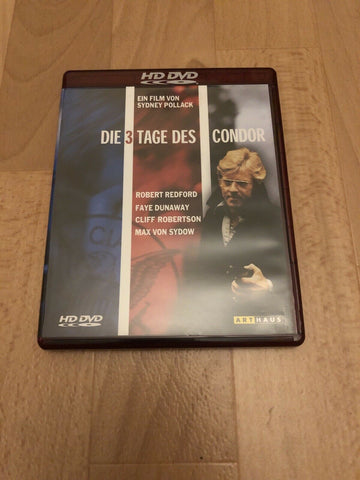 HD DVD
EIN FILM VON
SYDNEY POLLACK
DIE 3 TAGE DES CONDOR
ROBERT REDFORD
FAYE DUNAWAY
CLIFF ROBERTSON
MAX VON SYDOW
HD DVD
ARTHAUS